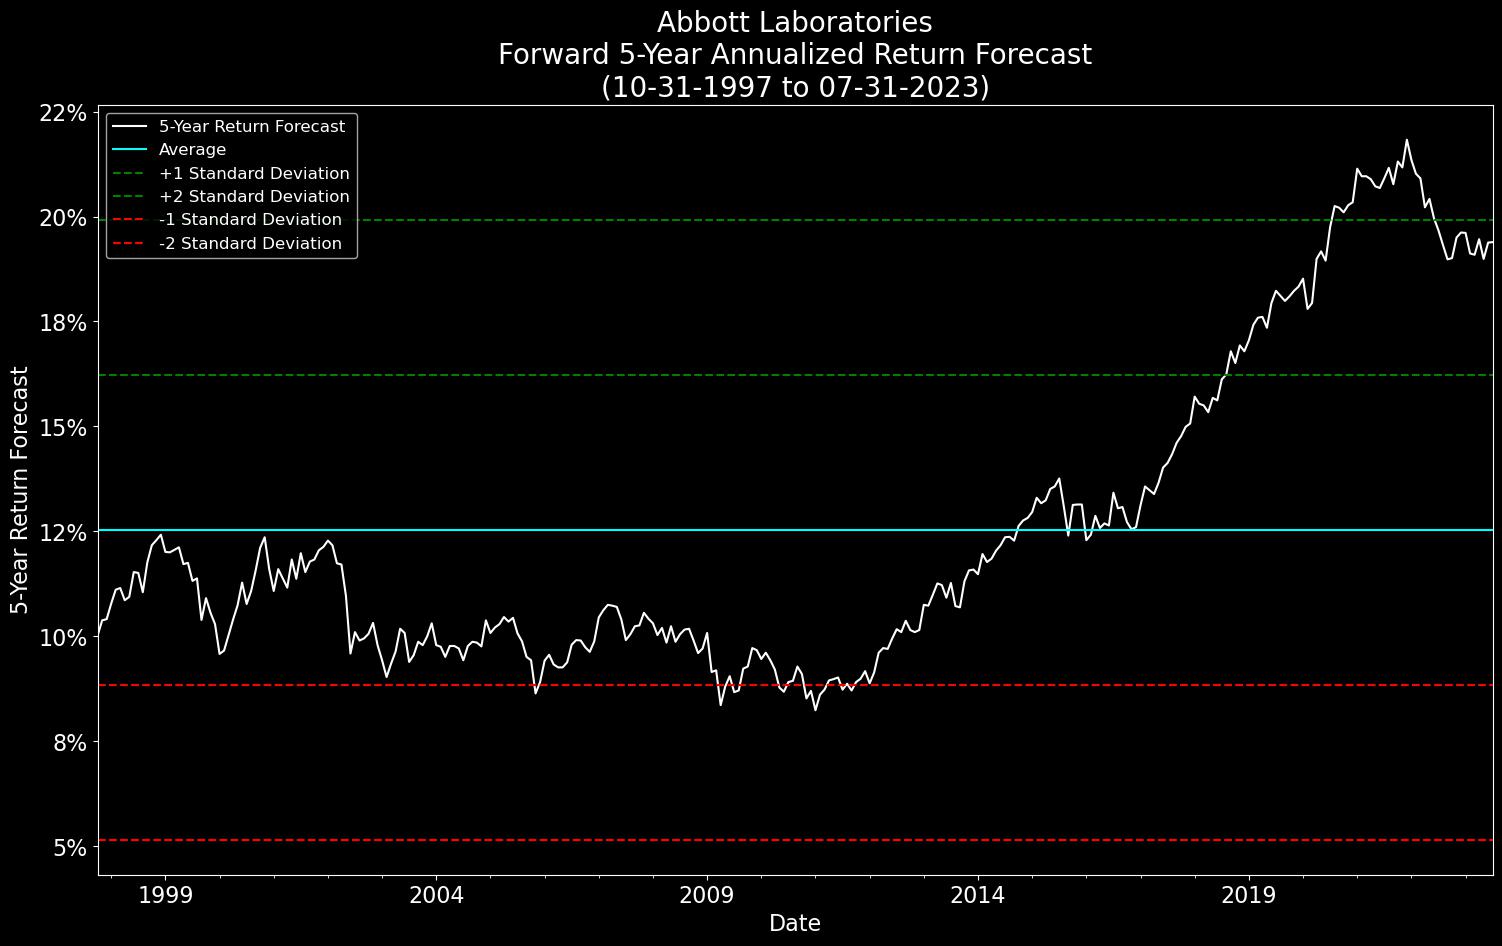 Abbott Laboratories
Forward 5-Year Annualized Return Forecast
(10-31-1997 to 07-31-2023)
22%
20%
18%
15%
12%
10%
8%
5%
5-Year Return Forecast
5-Year Return Forecast
Average
+1 Standard Deviation
+2 Standard Deviation
-1 Standard Deviation
-2 Standard Deviation
1999
2004
2009
2014
2019
Date